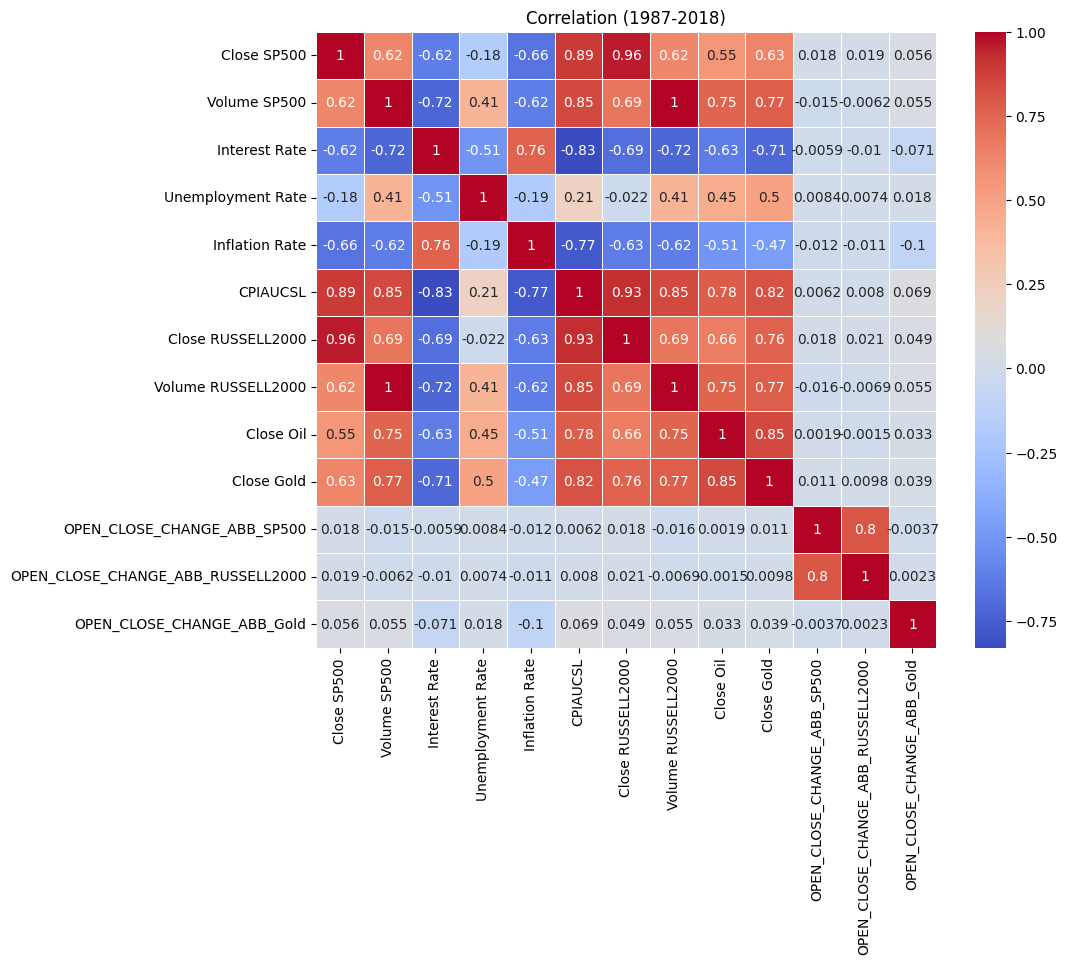 Correlation (1987-2018)
Close SP500 1 0.62 -0.62 -0.18 -0.66 0.89 0.96 0.62 0.55 0.63 0.018 0.019 0.056
Volume SP500 0.62 1 -0.72 0.41 -0.62 0.85 0.69 1 0.75 0.77 -0.015 -0.0062 0.055
Interest Rate -0.62 -0.72 1 -0.51 0.76 -0.83 -0.69 -0.72 -0.63 -0.71 -0.0059 -0.01 -0.071
Unemployment Rate -0.18 0.41 -0.51 1 -0.19 0.21 -0.022 0.41 0.45 0.5 0.0084 0.0074 0.018
Inflation Rate -0.66 -0.62 0.76 -0.19 1 -0.77 -0.63 -0.62 -0.51 -0.47 -0.012 -0.011 -0.1
CPIAUCSL 0.89 0.85 -0.83 0.21 -0.77 1 0.93 0.85 0.78 0.82 0.0062 0.008 0.069
Close RUSSELL2000 0.96 0.69 -0.69 -0.022 -0.63 0.93 1 0.69 0.66 0.76 0.018 0.021 0.049
Volume RUSSELL2000 0.62 1 -0.72 0.41 -0.62 0.85 0.69 1 0.75 0.77 -0.016 -0.0069 0.055
Close Oil 0.55 0.75 -0.63 0.45 -0.51 0.78 0.66 0.75 1 0.85 0.0019 -0.0015 0.033
Close Gold 0.63 0.77 -0.71 0.5 -0.47 0.82 0.76 0.77 0.85 1 0.011 0.0098 0.039
OPEN_CLOSE_CHANGE_ABB_SP500 0.018 -0.015 -0.0059 0.0084 -0.012 0.0062 0.018 -0.016 0.0019 0.011 1 0.8 -0.0037
OPEN_CLOSE_CHANGE_ABB_RUSSELL2000 0.019 -0.0062 -0.01 0.0074 -0.011 0.008 0.021 -0.0069 -0.0015 0.0098 0.8 1 0.0023
OPEN_CLOSE_CHANGE_ABB_Gold 0.056 0.055 -0.071 0.018 -0.1 0.069 0.049 0.055 0.033 0.039 -0.0037 0.0023 1
Close SP500
Volume SP500
Interest Rate
Unemployment Rate
Inflation Rate
CPIAUCSL
Close RUSSELL2000
Volume RUSSELL2000
Close Oil
Close Gold
OPEN_CLOSE_CHANGE_ABB_SP500
OPEN_CLOSE_CHANGE_ABB_RUSSELL2000
OPEN_CLOSE_CHANGE_ABB_Gold
1.00
0.75
0.50
0.25
0.00
−0.25
−0.50
−0.75